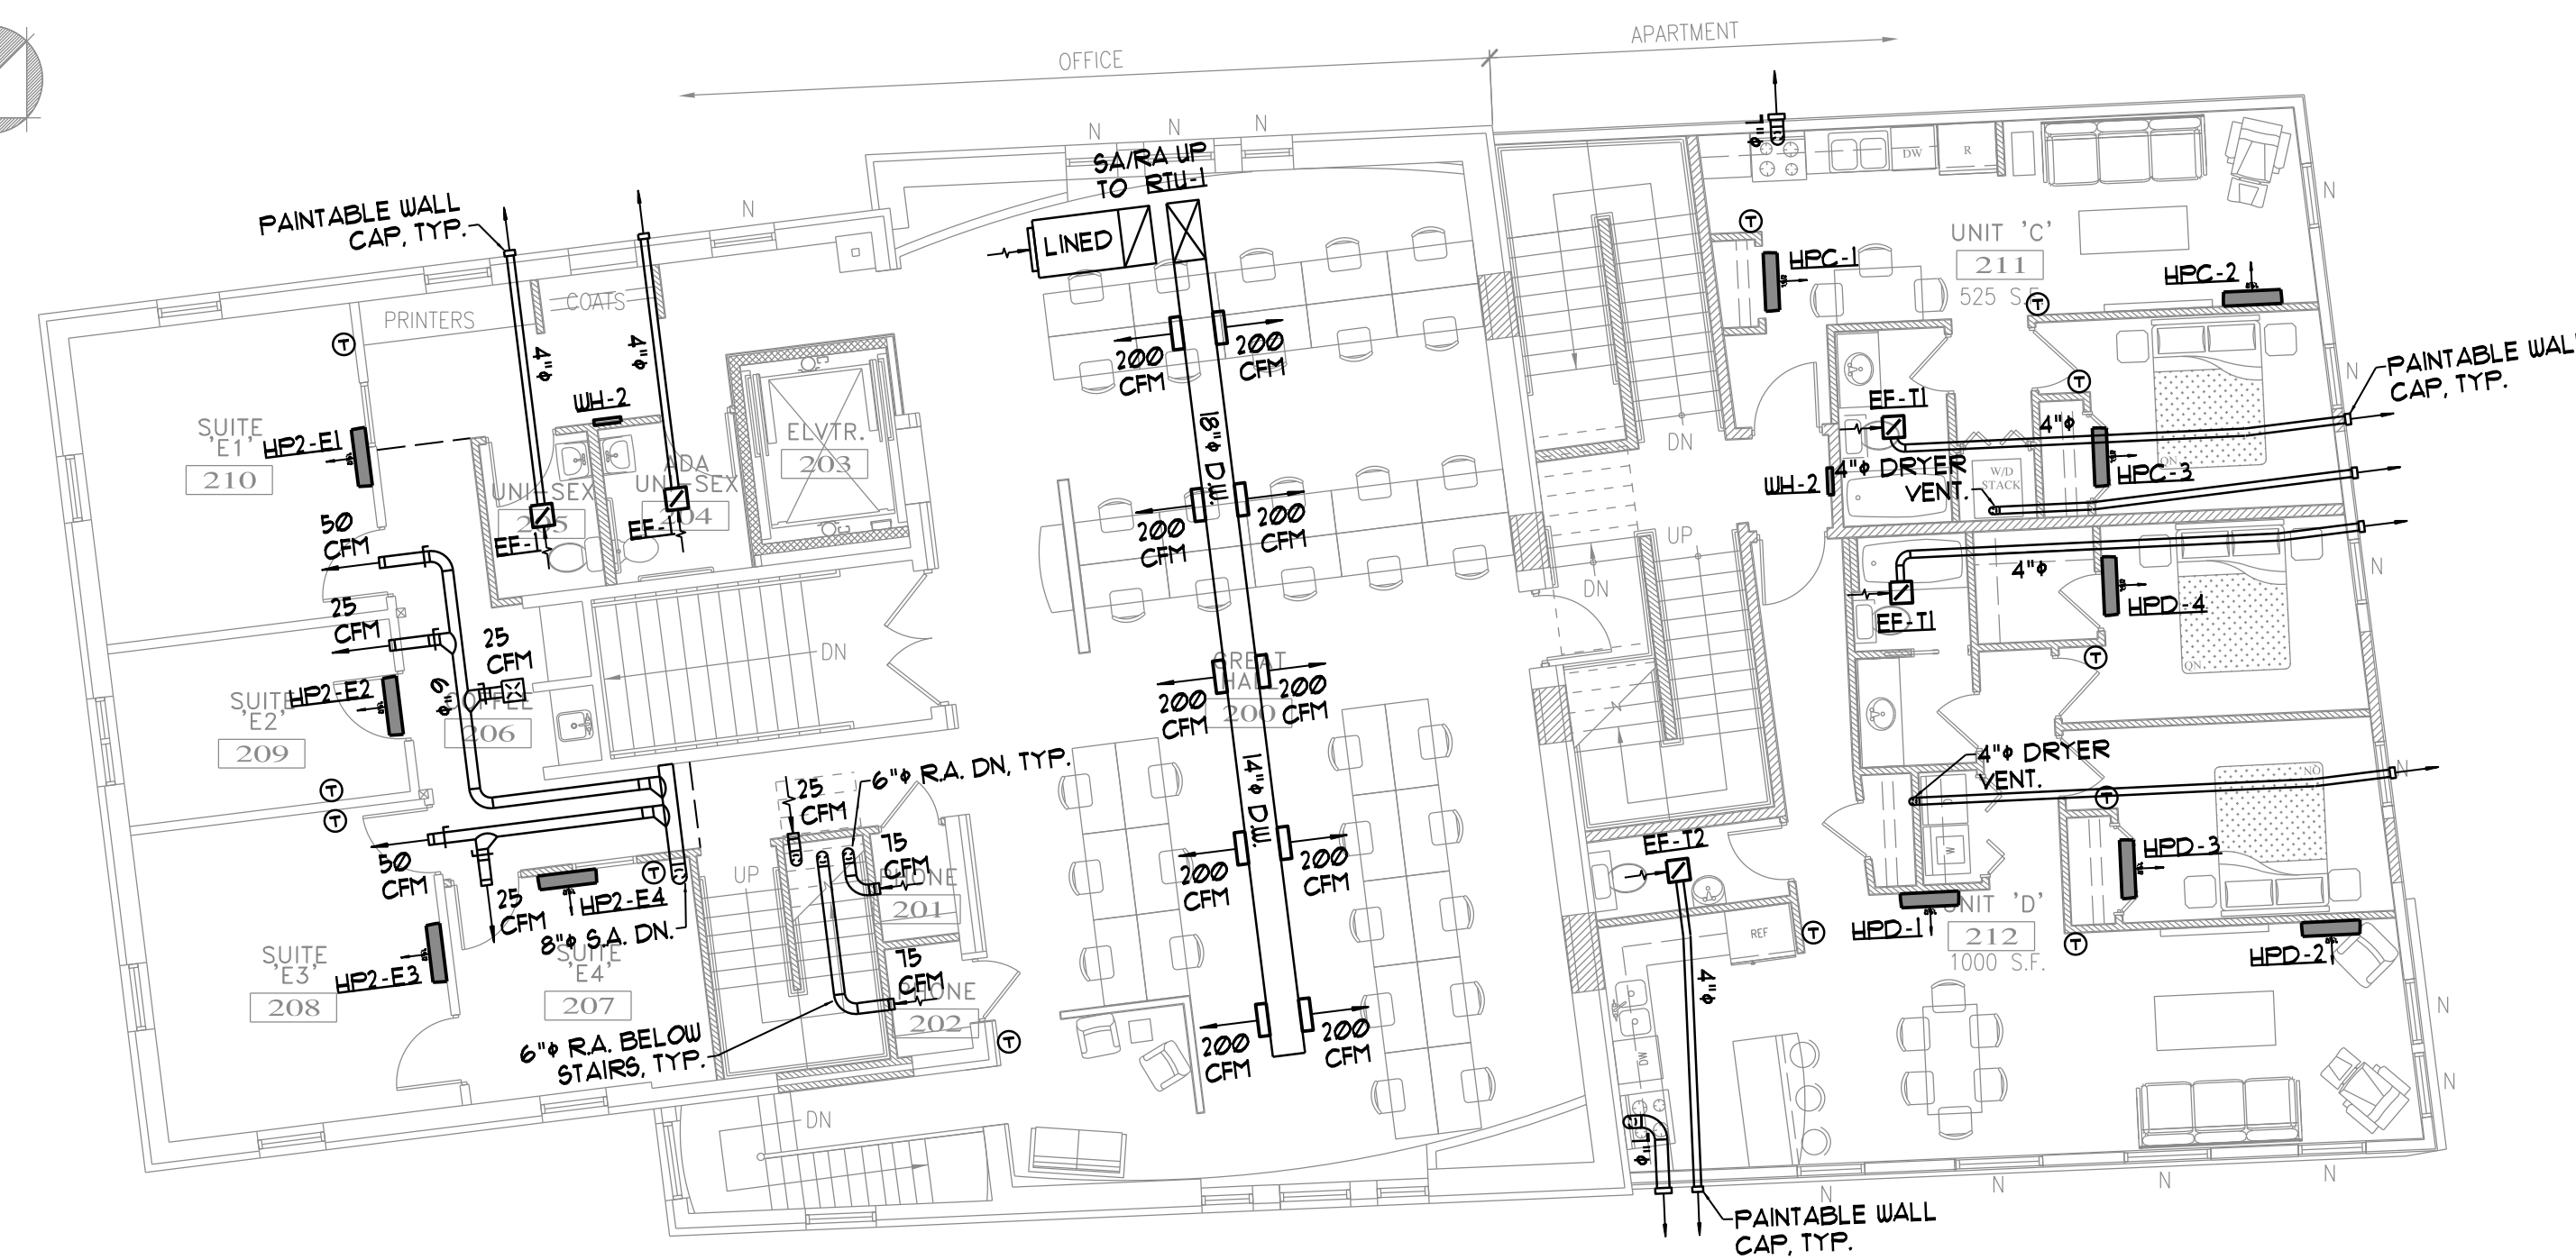 OFFICE
APARTMENT
N
N
N
N
SA/RA UP
TO RTU-1
LINED
PAINTABLE WALL
CAP, TYP.
PRINTERS
COATS
4"ϕ
4"ϕ
WH-2
SUITE
'E1'
210
HP2-E1
UNI-SEX
205
EF-1
ADA
UNI-SEX
204
EF-1
ELVTR.
203
50
CFM
25
CFM
25
CFM
6"ϕ
SUITE
'E2'
209
HP2-E2
COFFEE
206
DN
50
CFM
25
CFM
HP2-E4
8"ϕ S.A. DN.
SUITE
'E3'
208
HP2-E3
SUITE
'E4'
207
6"ϕ R.A. BELOW
STAIRS, TYP.
UP
25
CFM
6"ϕ R.A. DN, TYP.
75
CFM
PHONE
201
75
CFM
PHONE
202
DN
200
CFM
200
CFM
18"ϕ D.W.
200
CFM
200
CFM
GREAT
HALL
200
200
CFM
200
CFM
14"ϕ D.W.
200
CFM
200
CFM
200
CFM
200
CFM
DN
DN
UP
7"ϕ
DW
R
UNIT 'C'
211
525 S.F.
HPC-1
HPC-2
N
N
PAINTABLE WALL
CAP, TYP.
EF-T1
4"ϕ
4"ϕ DRYER
VENT.
W/D
STACK
HPC-3
WH-2
4"ϕ
EF-T1
HPD-4
N
4"ϕ DRYER
VENT.
N
W
HPD-3
EF-T2
REF
HPD-1
UNIT 'D'
212
1000 S.F.
HPD-2
4"ϕ
DW
7"ϕ
N
N
N
N
N
N
PAINTABLE WALL
CAP, TYP.
T
T
T
T
T
T
T
T
T
T
T
T
T